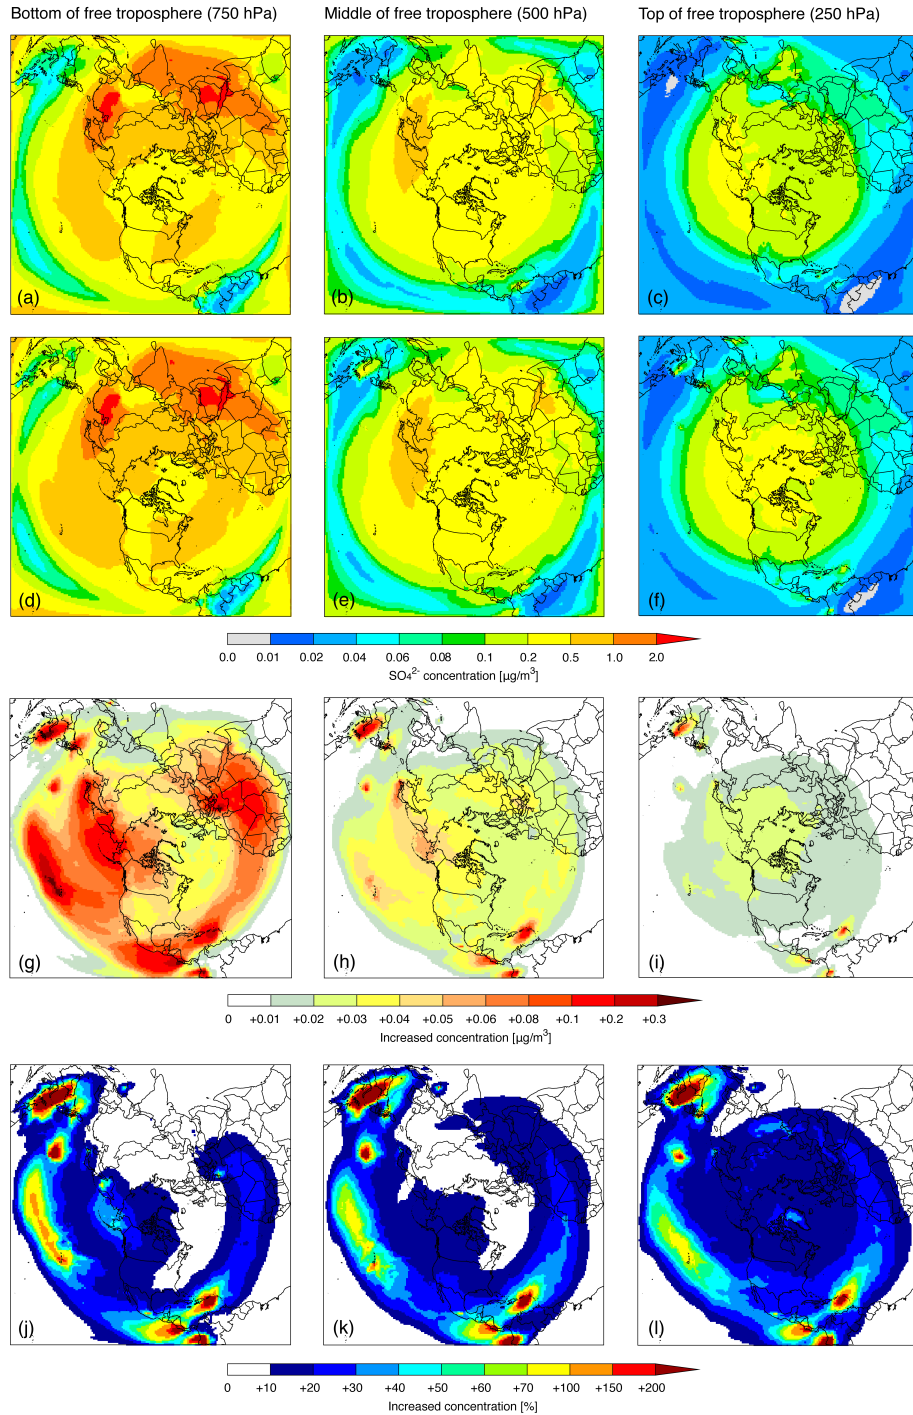 Bottom of free troposphere (750 hPa) Middle of free troposphere (500 hPa) Top of free troposphere (250 hPa)
(a) (b) (c)
(d) (e) (f)
0.0 0.01 0.02 0.04 0.06 0.08 0.1 0.2 0.5 1.0 2.0
SO₄²⁻ concentration [µg/m³]
(g) (h) (i)
0 +0.01 +0.02 +0.03 +0.04 +0.05 +0.06 +0.08 +0.1 +0.2 +0.3
Increased concentration [µg/m³]
(j) (k) (l)
0 +10 +20 +30 +40 +50 +60 +70 +100 +150 +200
Increased concentration [%]